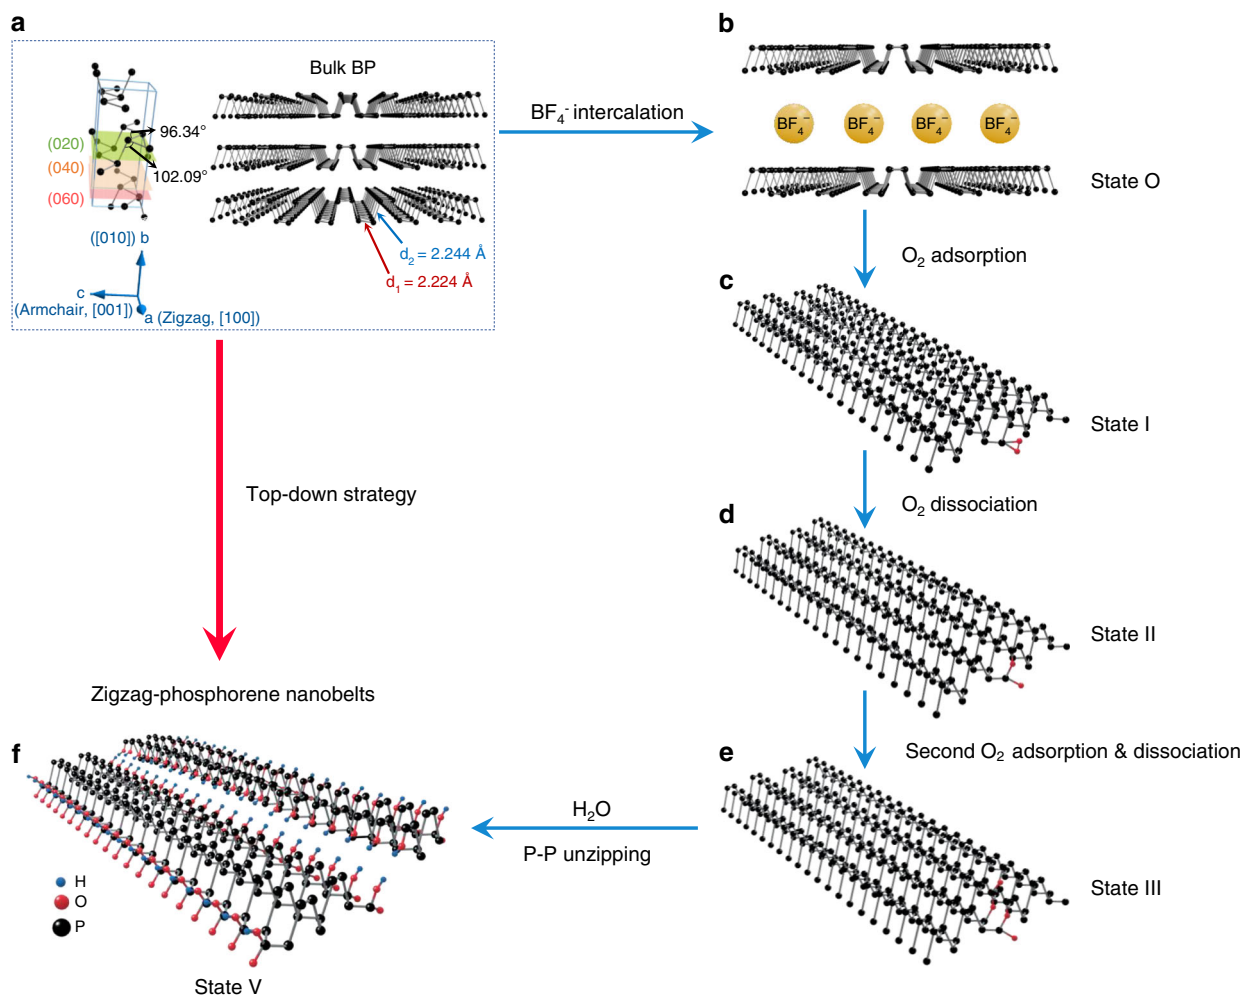 a
Bulk BP
96.34°
(020)
(040)
102.09°
(060)
([010]) b
d2 = 2.244 Å
d1 = 2.224 Å
c
(Armchair, [001])
a (Zigzag, [100])
BF4- intercalation
b
BF4- BF4- BF4- BF4-
State O
O2 adsorption
c
State I
O2 dissociation
d
State II
Second O2 adsorption & dissociation
e
State III
H2O
P-P unzipping
Top-down strategy
Zigzag-phosphorene nanobelts
f
H
O
P
State V